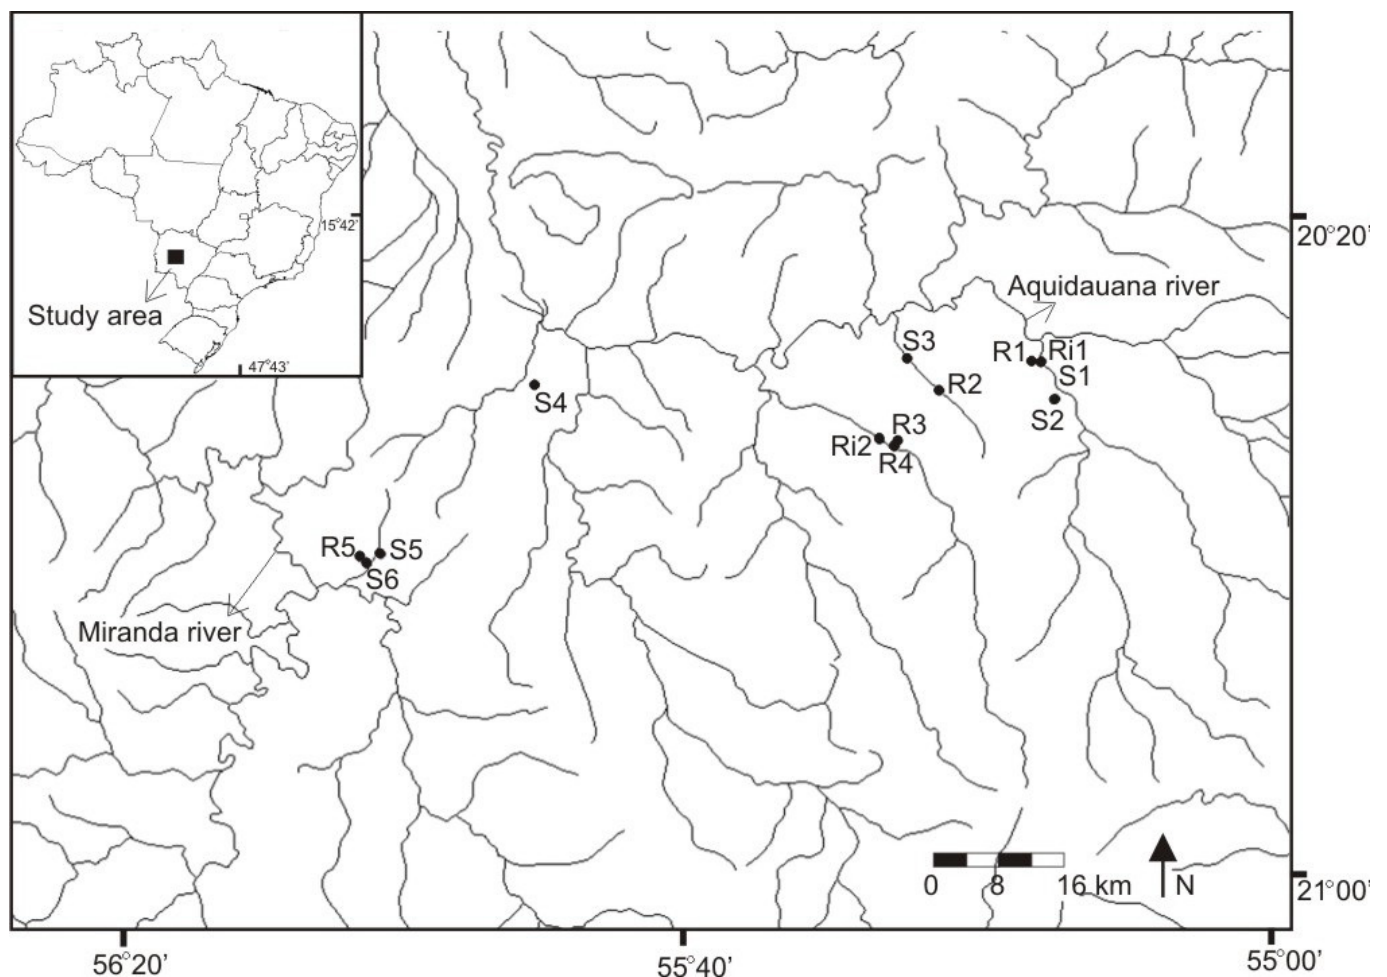 15°42'
Study area
47°43'
20°20'
Aquidauana river
S3
R1
Ri1
S1
R2
S4
S2
R3
Ri2
R4
R5
S5
S6
Miranda river
0 8 16 km
N
21°00'
56°20'
55°40'
55°00'